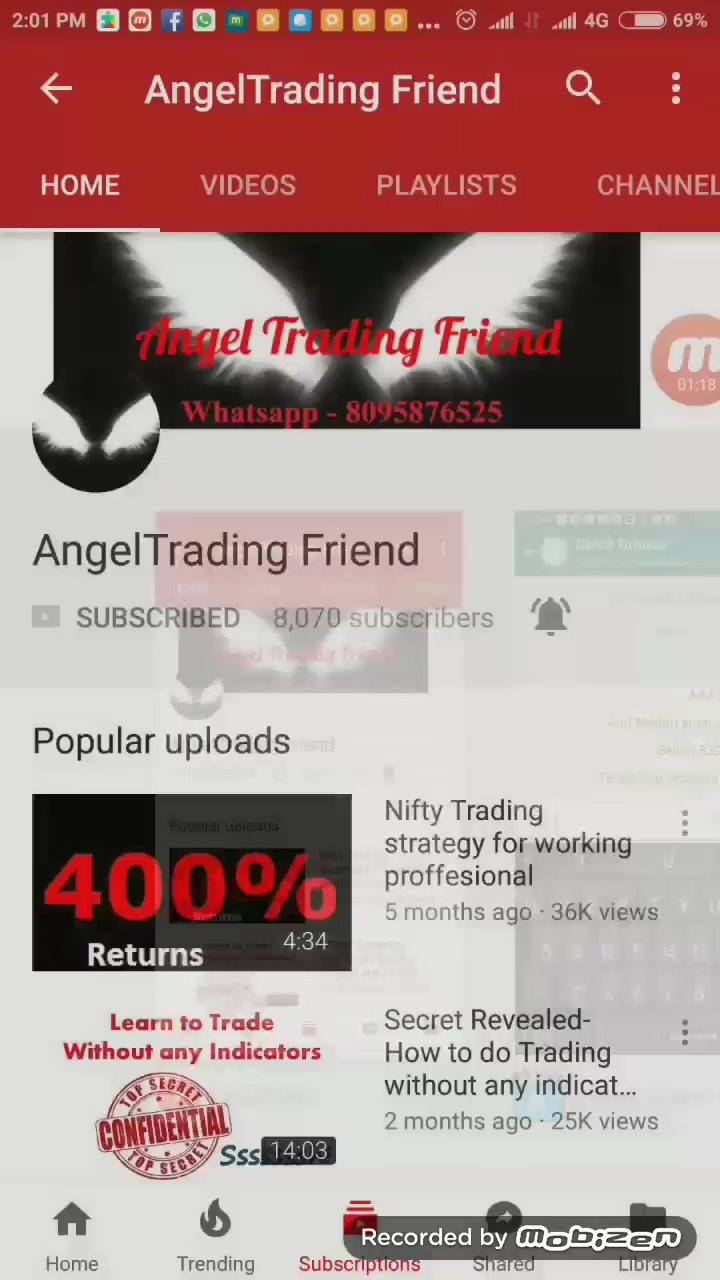 2:01 PM
4G 69%
AngelTrading Friend
HOME VIDEOS PLAYLISTS CHANNEL
Angel Trading Friend
01:18
Whatsapp - 8095876525
AngelTrading Friend
SUBSCRIBED 8,070 subscribers
Popular uploads
400%
Returns
4:34
Nifty Trading
strategy for working
proffesional
5 months ago · 36K views
Learn to Trade
Without any Indicators
TOP SECRET
CONFIDENTIAL
TOP SECRET
14:03
Secret Revealed-
How to do Trading
without any indicat...
2 months ago · 25K views
Home Trending Subscriptions Shared Library
Recorded by mobizen